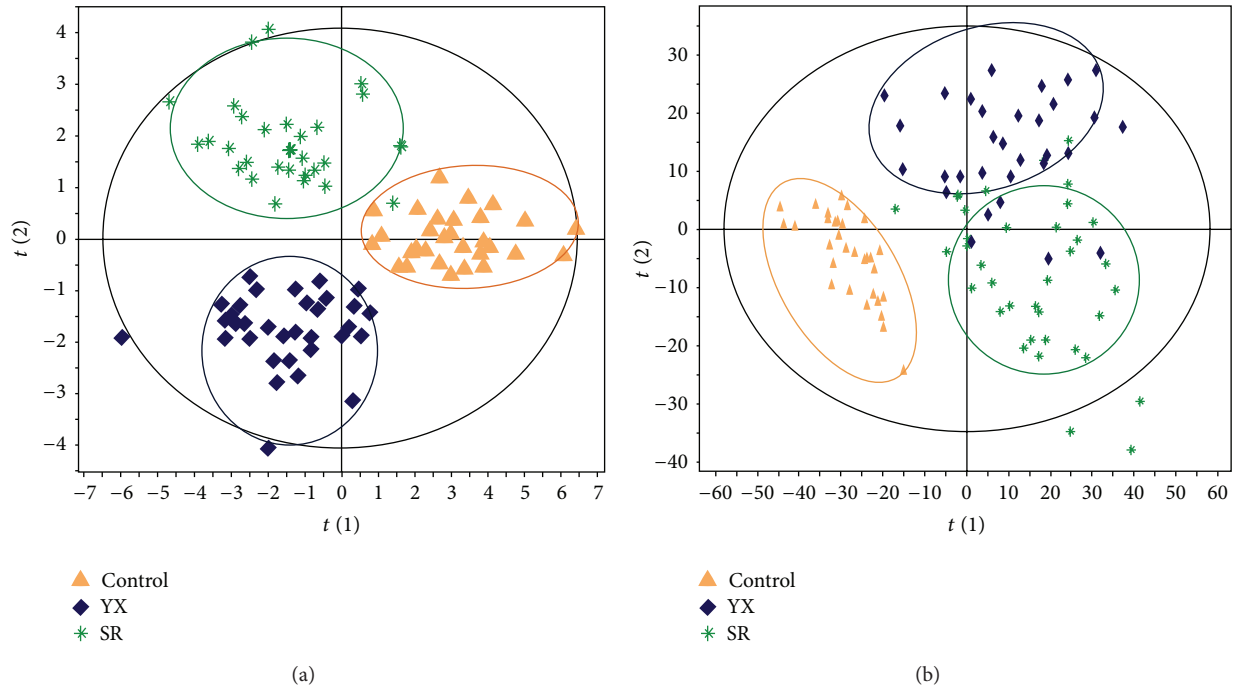 4
3
2
1
0
−1
−2
−3
−4
t (2)
−7 −6 −5 −4 −3 −2 −1 0 1 2 3 4 5 6 7
t (1)
Control
YX
SR
(a)
30
20
10
0
−10
−20
−30
−40
t (2)
−60 −50 −40 −30 −20 −10 0 10 20 30 40 50 60
t (1)
Control
YX
SR
(b)